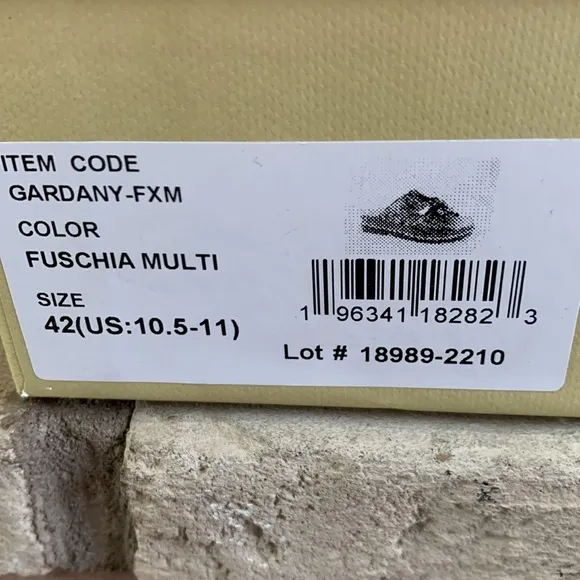 ITEM CODE
GARDANY-FXM
COLOR
FUSCHIA MULTI
SIZE
42(US:10.5-11)
1 96341 18282 3
Lot # 18989-2210